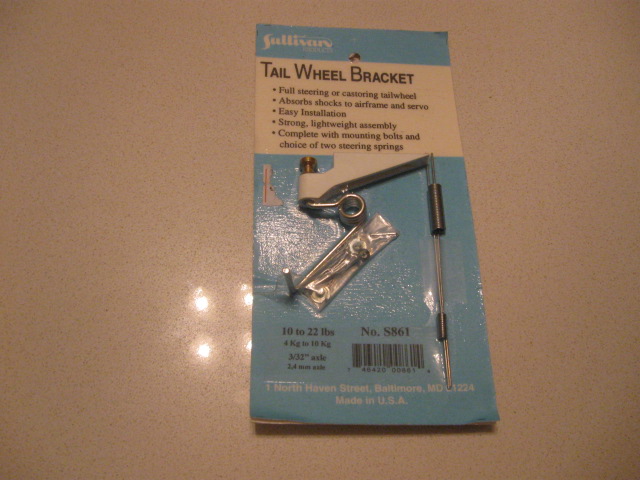 Sullivan
PRODUCTS
TAIL WHEEL BRACKET
• Full steering or castoring tailwheel
• Absorbs shocks to airframe and servo
• Easy Installation
• Strong, lightweight assembly
• Complete with mounting bolts and
choice of two steering springs
10 to 22 lbs
4 Kg to 10 Kg
3/32" axle
2.4 mm axle
No. S861
1 North Haven Street, Baltimore, MD 21224
Made in U.S.A.